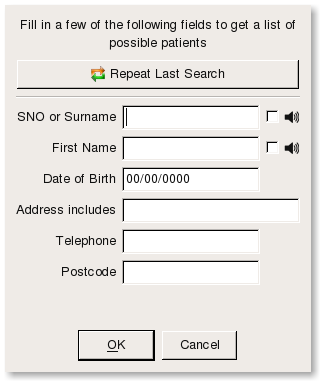 Fill in a few of the following fields to get a list of
possible patients
Repeat Last Search
SNO or Surname
First Name
Date of Birth 00/00/0000
Address includes
Telephone
Postcode
OK Cancel